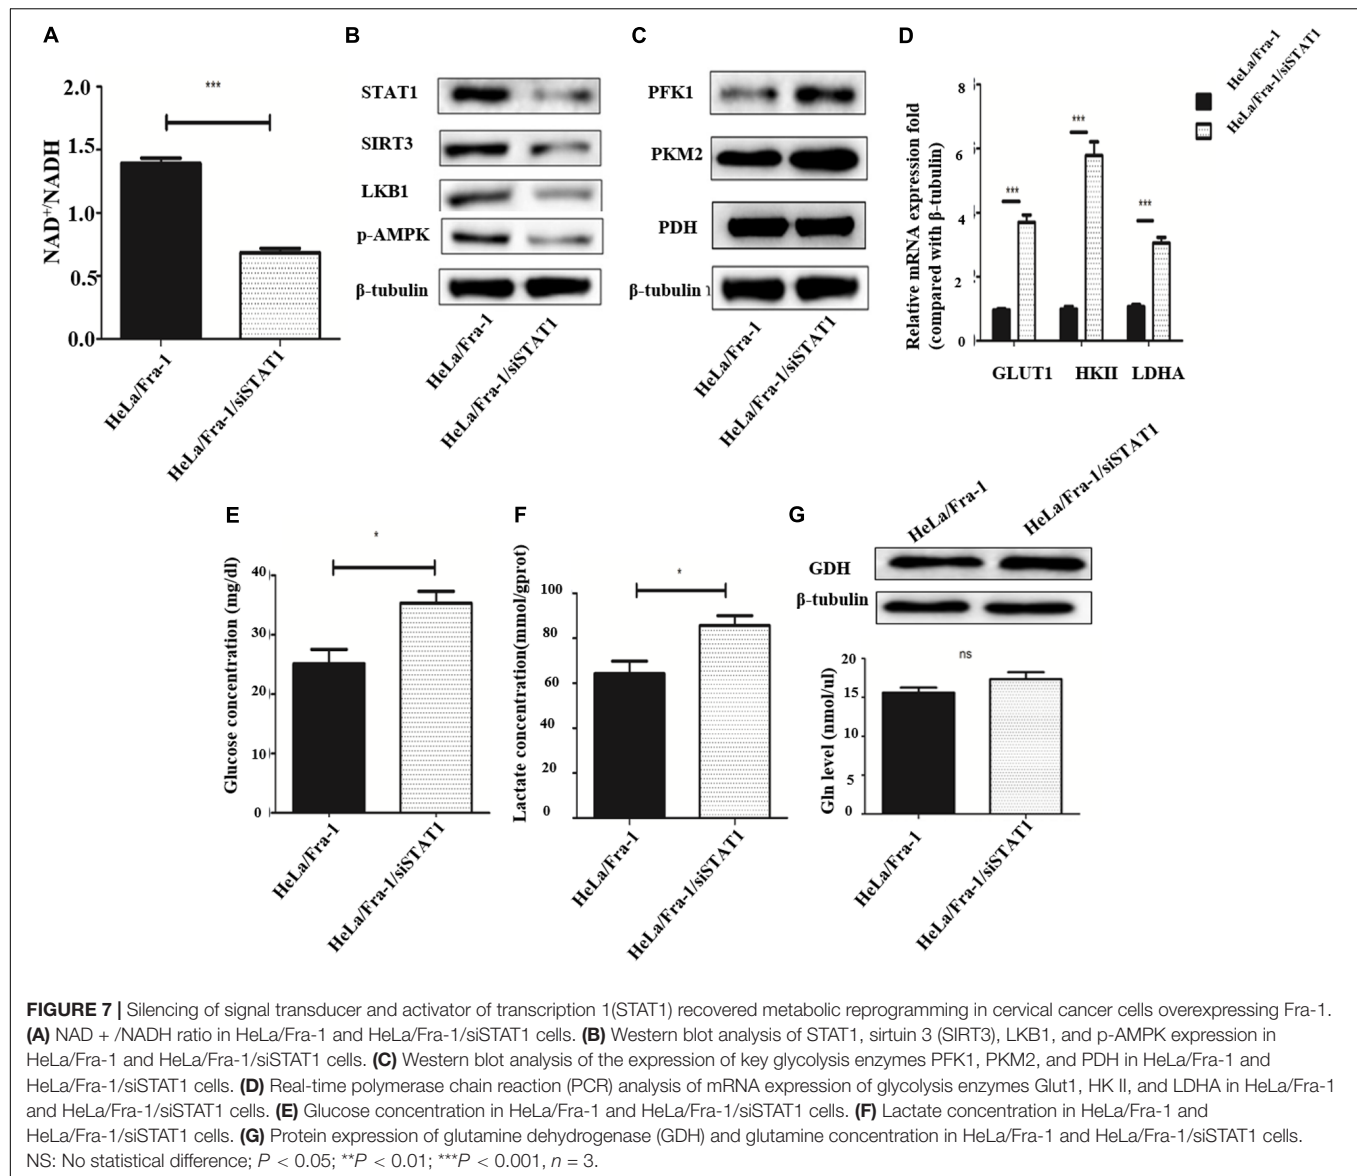 A
***
2.0
1.5
1.0
0.5
0.0
NAD+/NADH
HeLa/Fra-1
HeLa/Fra-1/siSTAT1
B
STAT1
SIRT3
LKB1
p-AMPK
β-tubulin
HeLa/Fra-1
HeLa/Fra-1/siSTAT1
C
PFK1
PKM2
PDH
β-tubulin
HeLa/Fra-1
HeLa/Fra-1/siSTAT1
D
HeLa/Fra-1
HeLa/Fra-1/siSTAT1
Relative mRNA expression fold
(compared with β-tubulin)
8
6
4
2
0
***
***
***
GLUT1 HKII LDHA
E
*
Glucose concentration (mg/dl)
40
30
20
10
0
HeLa/Fra-1
HeLa/Fra-1/siSTAT1
F
*
Lactate concentration(mmol/gprot)
100
80
60
40
20
0
HeLa/Fra-1
HeLa/Fra-1/siSTAT1
G
HeLa/Fra-1
HeLa/Fra-1/siSTAT1
GDH
β-tubulin
ns
Gln level (nmol/ul)
20
15
10
5
0
HeLa/Fra-1
HeLa/Fra-1/siSTAT1
FIGURE 7 | Silencing of signal transducer and activator of transcription 1(STAT1) recovered metabolic reprogramming in cervical cancer cells overexpressing Fra-1.
(A) NAD + /NADH ratio in HeLa/Fra-1 and HeLa/Fra-1/siSTAT1 cells. (B) Western blot analysis of STAT1, sirtuin 3 (SIRT3), LKB1, and p-AMPK expression in
HeLa/Fra-1 and HeLa/Fra-1/siSTAT1 cells. (C) Western blot analysis of the expression of key glycolysis enzymes PFK1, PKM2, and PDH in HeLa/Fra-1 and
HeLa/Fra-1/siSTAT1 cells. (D) Real-time polymerase chain reaction (PCR) analysis of mRNA expression of glycolysis enzymes Glut1, HK II, and LDHA in HeLa/Fra-1
and HeLa/Fra-1/siSTAT1 cells. (E) Glucose concentration in HeLa/Fra-1 and HeLa/Fra-1/siSTAT1 cells. (F) Lactate concentration in HeLa/Fra-1 and
HeLa/Fra-1/siSTAT1 cells. (G) Protein expression of glutamine dehydrogenase (GDH) and glutamine concentration in HeLa/Fra-1 and HeLa/Fra-1/siSTAT1 cells.
NS: No statistical difference; P < 0.05; **P < 0.01; ***P < 0.001, n = 3.